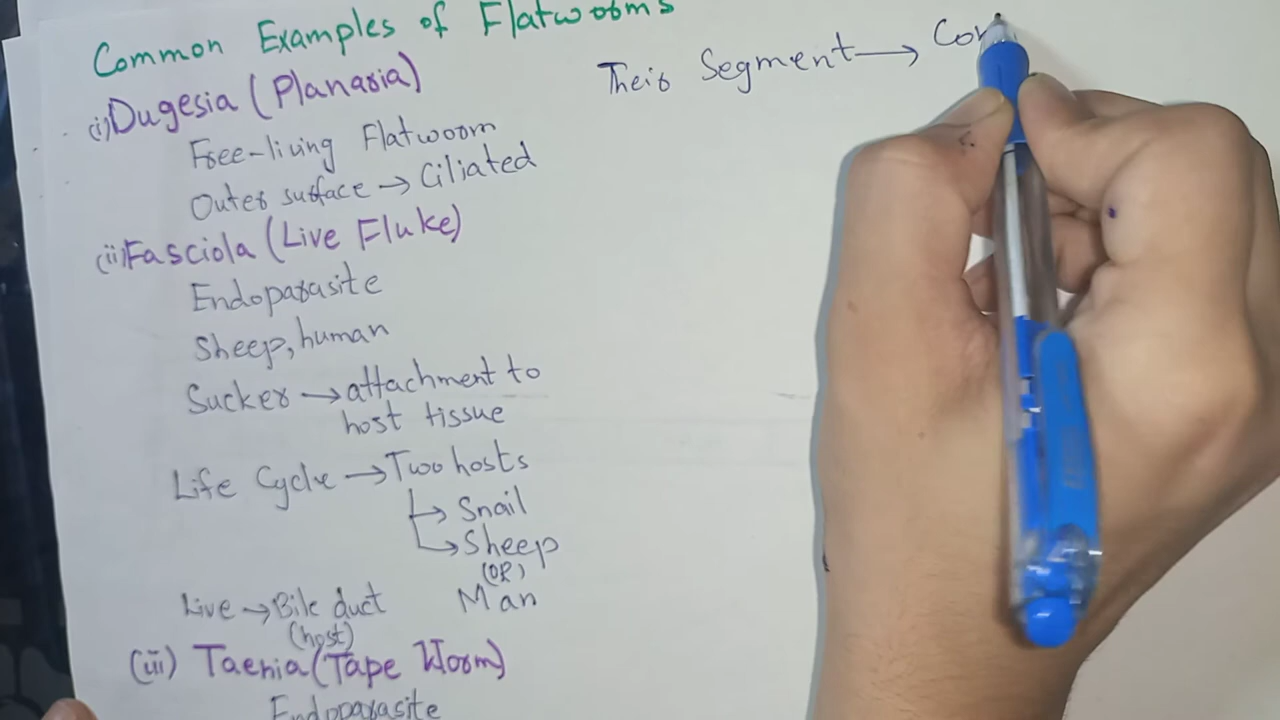 Common Examples of Flatworms
(i) Dugesia (Planaria)
Free-living Flatworm
Outer surface → Ciliated
(ii) Fasciola (Live Fluke)
Endoparasite
Sheep, human
Sucker → attachment to
host tissue
Life Cycle → Two hosts
→ Snail
→ Sheep
(OR)
Man
Live → Bile duct
(host)
(iii) Taenia (Tape Worm)
Endoparasite
Their Segment → Con